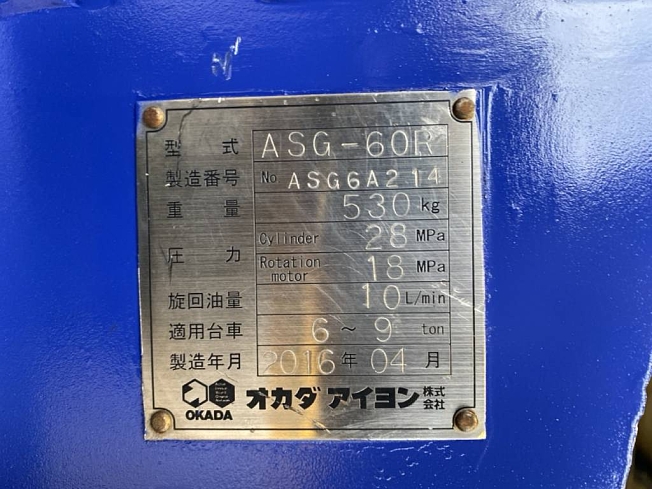 型式 ASG-60R
製造番号 No ASG6A214
重量 530 kg
圧力 Cylinder 28 MPa
Rotation motor 18 MPa
旋回油量 10 L/min
適用台車 6～9 ton
製造年月 2016年04月
OKADA オカダアイヨン株式会社